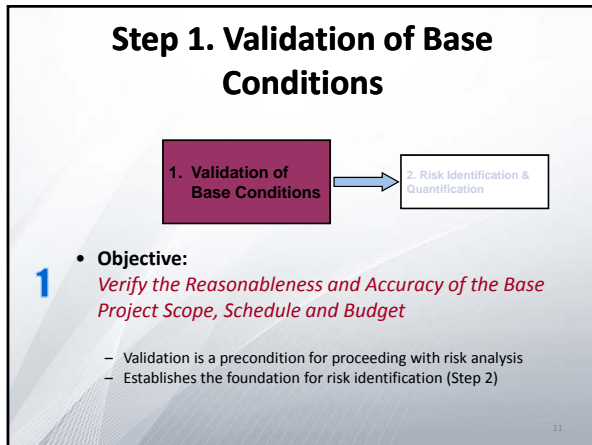 Step 1. Validation of Base
Conditions
1. Validation of
Base Conditions
2. Risk Identification &
Quantification
1
• Objective:
Verify the Reasonableness and Accuracy of the Base
Project Scope, Schedule and Budget
– Validation is a precondition for proceeding with risk analysis
– Establishes the foundation for risk identification (Step 2)
11